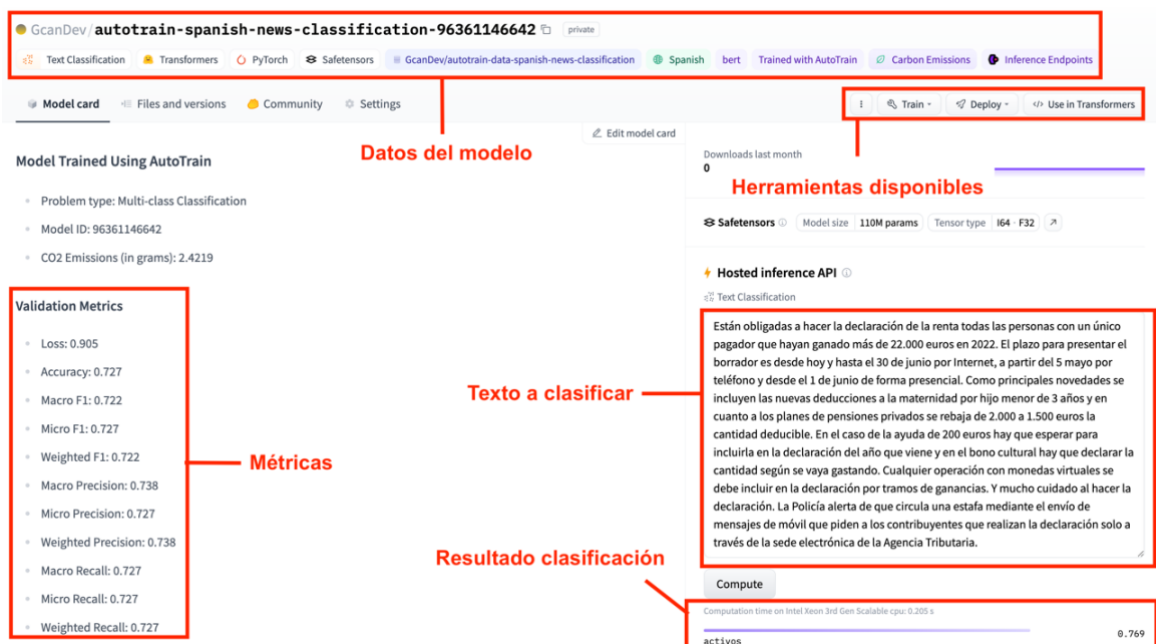 GcanDev/autotrain-spanish-news-classification-96361146642 private
Text Classification Transformers PyTorch Safetensors GcanDev/autotrain-data-spanish-news-classification Spanish bert Trained with AutoTrain Carbon Emissions Inference Endpoints
Model card Files and versions Community Settings Train Deploy </> Use in Transformers
Edit model card
Datos del modelo
Herramientas disponibles
Model Trained Using AutoTrain
Problem type: Multi-class Classification
Model ID: 96361146642
CO2 Emissions (in grams): 2.4219
Validation Metrics
Loss: 0.905
Accuracy: 0.727
Macro F1: 0.722
Micro F1: 0.727
Weighted F1: 0.722
Macro Precision: 0.738
Micro Precision: 0.727
Weighted Precision: 0.738
Macro Recall: 0.727
Micro Recall: 0.727
Weighted Recall: 0.727
Métricas
Downloads last month
0
Safetensors Model size 110M params Tensor type I64 · F32
Hosted inference API
Text Classification
Texto a clasificar
Están obligadas a hacer la declaración de la renta todas las personas con un único
pagador que hayan ganado más de 22.000 euros en 2022. El plazo para presentar el
borrador es desde hoy y hasta el 30 de junio por Internet, a partir del 5 mayo por
teléfono y desde el 1 de junio de forma presencial. Como principales novedades se
incluyen las nuevas deducciones a la maternidad por hijo menor de 3 años y en
cuanto a los planes de pensiones privados se rebaja de 2.000 a 1.500 euros la
cantidad deducible. En el caso de la ayuda de 200 euros hay que esperar para
incluirla en la declaración del año que viene y en el bono cultural hay que declarar la
cantidad según se vaya gastando. Cualquier operación con monedas virtuales se
debe incluir en la declaración por tramos de ganancias. Y mucho cuidado al hacer la
declaración. La Policía alerta de que circula una estafa mediante el envío de
mensajes de móvil que piden a los contribuyentes que realizan la declaración solo a
través de la sede electrónica de la Agencia Tributaria.
Resultado clasificación
Compute
Computation time on Intel Xeon 3rd Gen Scalable cpu: 0.205 s
activos 0.769